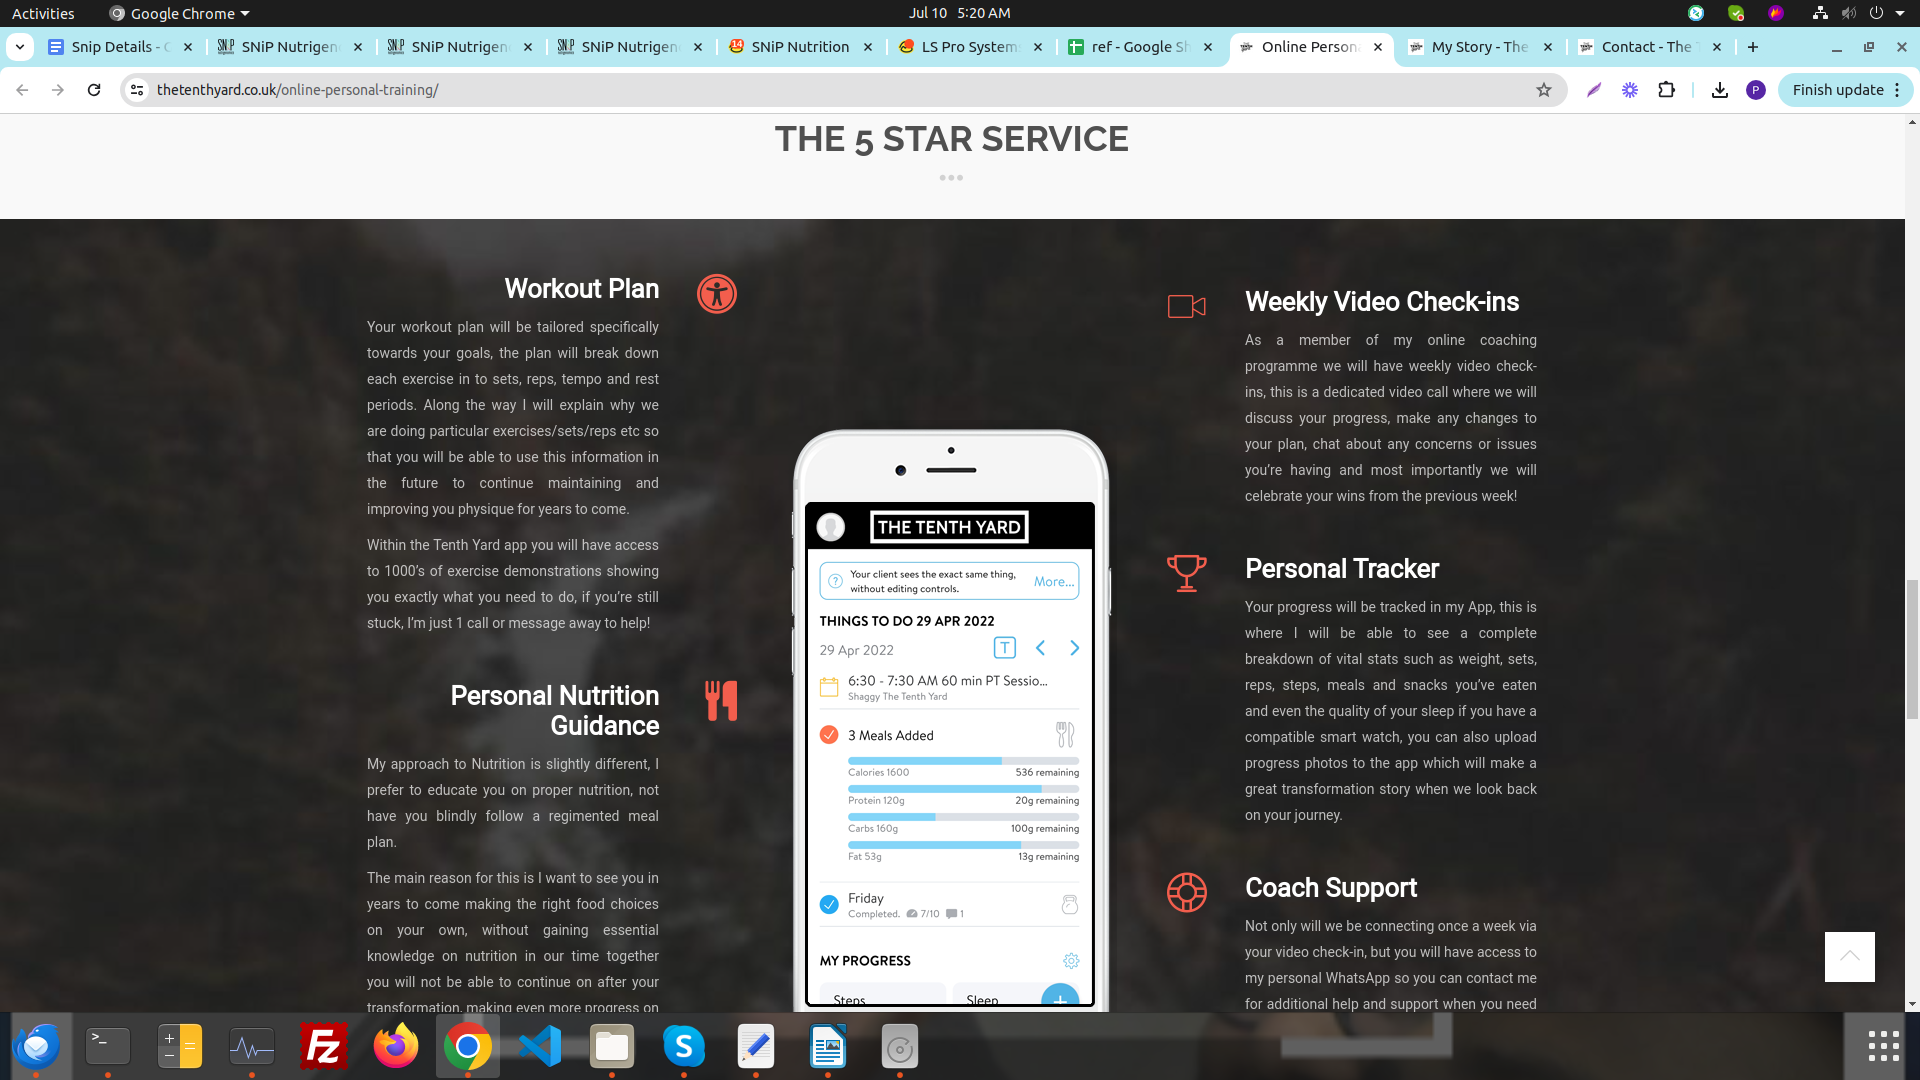 Activities
Google Chrome
Jul 10 5:20 AM
Snip Details - C
SNiP Nutrigen
SNiP Nutrigen
SNiP Nutrigen
SNiP Nutrition
LS Pro Systems
ref - Google Sh
Online Persona
My Story - The
Contact - The T
thetenthyard.co.uk/online-personal-training/
P
Finish update
THE 5 STAR SERVICE
Workout Plan
Your workout plan will be tailored specifically
towards your goals, the plan will break down
each exercise in to sets, reps, tempo and rest
periods. Along the way I will explain why we
are doing particular exercises/sets/reps etc so
that you will be able to use this information in
the future to continue maintaining and
improving you physique for years to come.
Within the Tenth Yard app you will have access
to 1000’s of exercise demonstrations showing
you exactly what you need to do, if you’re still
stuck, I’m just 1 call or message away to help!
Personal Nutrition
Guidance
My approach to Nutrition is slightly different, I
prefer to educate you on proper nutrition, not
have you blindly follow a regimented meal
plan.
The main reason for this is I want to see you in
years to come making the right food choices
on your own, without gaining essential
knowledge on nutrition in our time together
you will not be able to continue on after your
transformation, making even more progress on
THE TENTH YARD
Your client sees the exact same thing,
without editing controls.
More...
THINGS TO DO 29 APR 2022
29 Apr 2022
T
6:30 - 7:30 AM 60 min PT Sessio...
Shaggy The Tenth Yard
3 Meals Added
Calories 1600 536 remaining
Protein 120g 20g remaining
Carbs 160g 100g remaining
Fat 53g 13g remaining
Friday
Completed. 7/10 1
MY PROGRESS
Steps
Sleep
Weekly Video Check-ins
As a member of my online coaching
programme we will have weekly video check-
ins, this is a dedicated video call where we will
discuss your progress, make any changes to
your plan, chat about any concerns or issues
you’re having and most importantly we will
celebrate your wins from the previous week!
Personal Tracker
Your progress will be tracked in my App, this is
where I will be able to see a complete
breakdown of vital stats such as weight, sets,
reps, steps, meals and snacks you’ve eaten
and even the quality of your sleep if you have a
compatible smart watch, you can also upload
progress photos to the app which will make a
great transformation story when we look back
on your journey.
Coach Support
Not only will we be connecting once a week via
your video check-in, but you will have access to
my personal WhatsApp so you can contact me
for additional help and support when you need